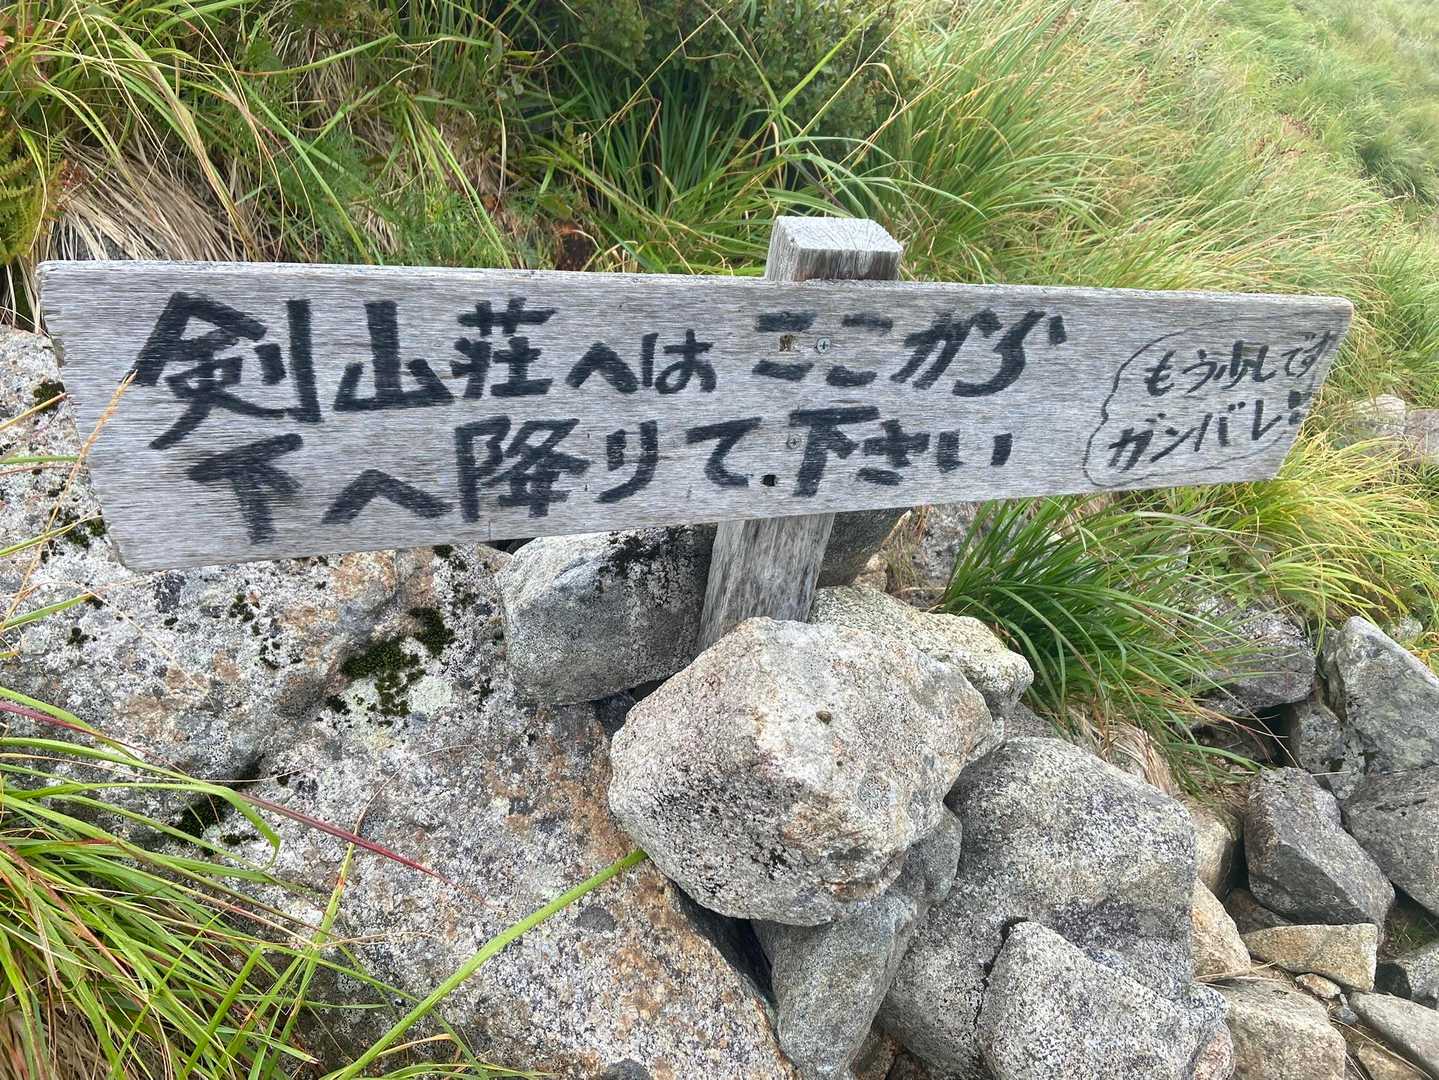 剣山荘へはここから
下へ降りて下さい
もう少しです
ガンバレ!!